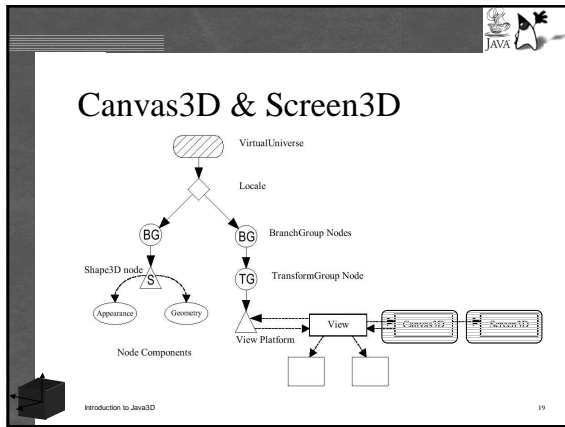 JAVA
Canvas3D & Screen3D
VirtualUniverse
Locale
BG
BG
BranchGroup Nodes
Shape3D node
S
TG
TransformGroup Node
Appearance
Geometry
View
Canvas3D
Screen3D
View Platform
Node Components
Introduction to Java3D
19